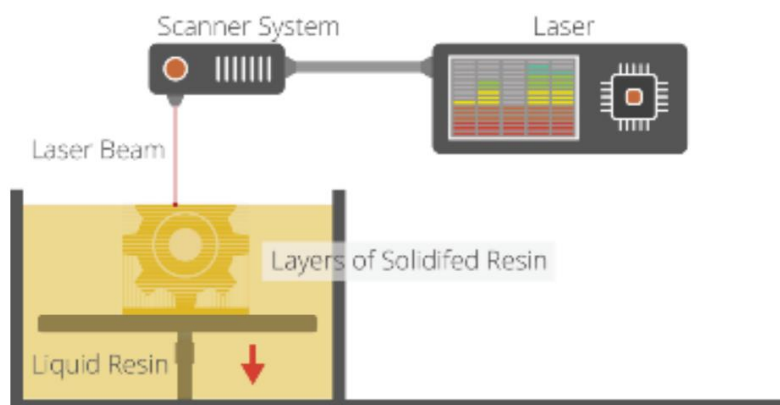 Scanner System
Laser
Laser Beam
Layers of Solidifed Resin
Liquid Resin